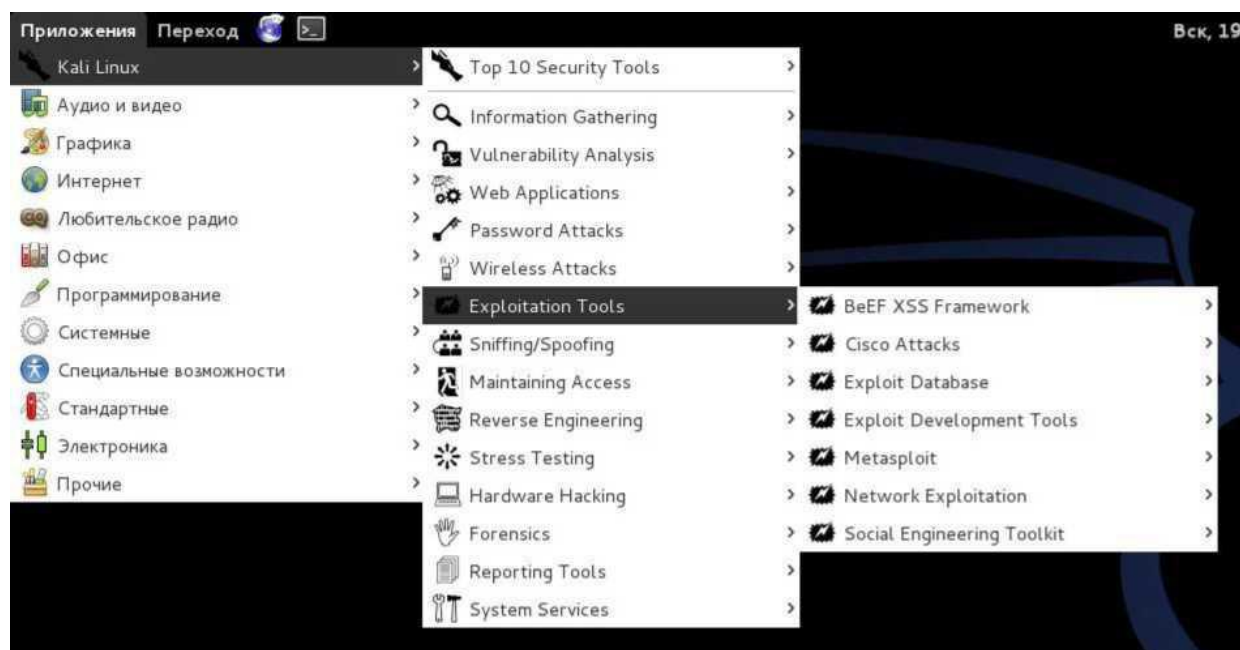 Приложения Переход Вск, 19
Kali Linux
Аудио и видео
Графика
Интернет
Любительское радио
Офис
Программирование
Системные
Специальные возможности
Стандартные
Электроника
Прочие
Top 10 Security Tools
Information Gathering
Vulnerability Analysis
Web Applications
Password Attacks
Wireless Attacks
Exploitation Tools
Sniffing/Spoofing
Maintaining Access
Reverse Engineering
Stress Testing
Hardware Hacking
Forensics
Reporting Tools
System Services
BeEF XSS Framework
Cisco Attacks
Exploit Database
Exploit Development Tools
Metasploit
Network Exploitation
Social Engineering Toolkit